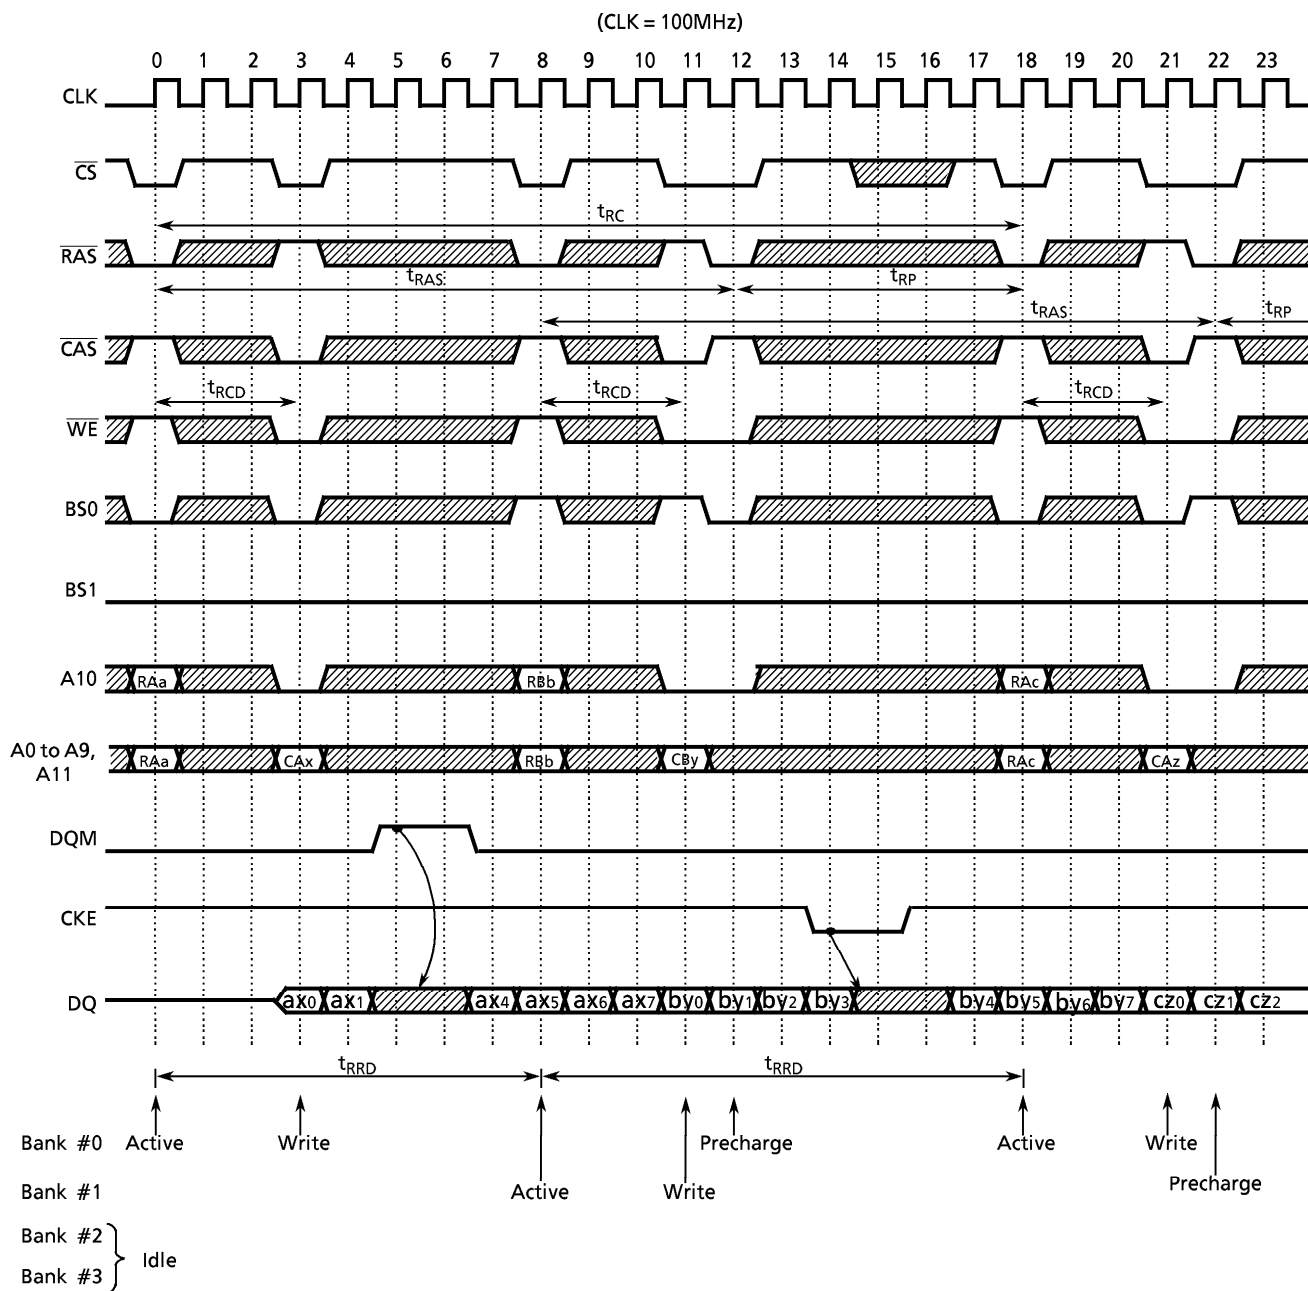 (CLK = 100MHz)
0 1 2 3 4 5 6 7 8 9 10 11 12 13 14 15 16 17 18 19 20 21 22 23
CLK
CS
tRC
RAS
tRAS tRP
tRAS tRP
CAS
tRCD tRCD tRCD
WE
BS0
BS1
A10 RAa RBb RAc
A0 to A9,
A11
RAa CAx RBb CBy RAc CAz
DQM
CKE
DQ ax0 ax1 ax4 ax5 ax6 ax7 by0 by1 by2 by3 by4 by5 by6 by7 cz0 cz1 cz2
tRRD tRRD
Bank #0 Active Write Precharge Active Write
Bank #1 Active Write Precharge
Bank #2
Idle
Bank #3